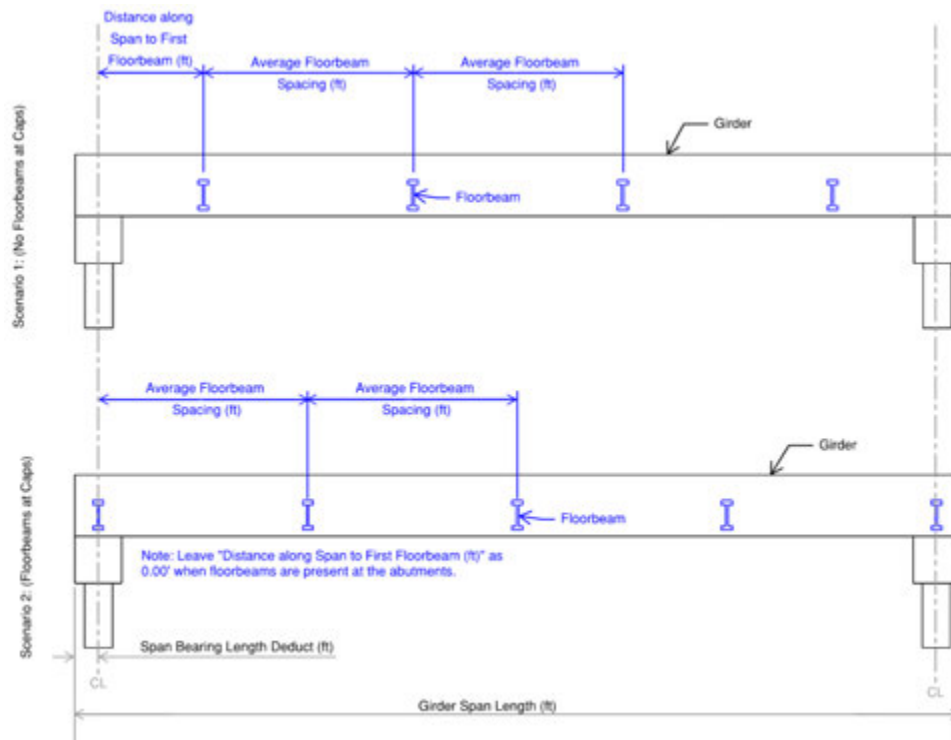 Distance along
Span to First
Floorbeam (ft)
Average Floorbeam
Spacing (ft)
Average Floorbeam
Spacing (ft)
Girder
Floorbeam
Scenario 1: (No Floorbeams at Caps)
Average Floorbeam
Spacing (ft)
Average Floorbeam
Spacing (ft)
Girder
Floorbeam
Scenario 2: (Floorbeams at Caps)
Note: Leave "Distance along Span to First Floorbeam (ft)" as
0.00' when floorbeams are present at the abutments.
Span Bearing Length Deduct (ft)
CL
CL
Girder Span Length (ft)